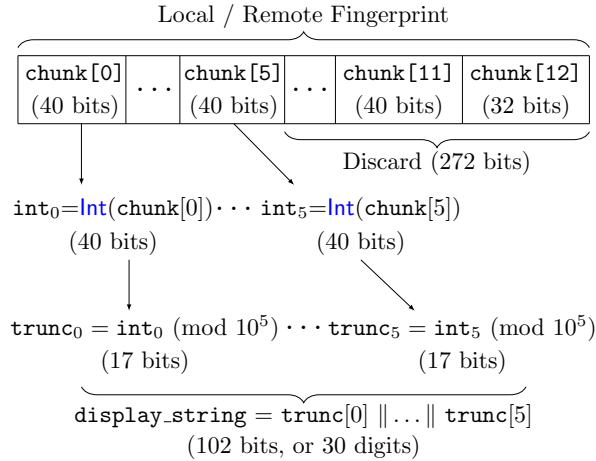 Local / Remote Fingerprint
chunk[0] ... chunk[5] ... chunk[11] chunk[12]
(40 bits) (40 bits) (40 bits) (32 bits)
Discard (272 bits)
int₀=Int(chunk[0])··· int₅=Int(chunk[5])
(40 bits) (40 bits)
trunc₀ = int₀ (mod 10⁵) ··· trunc₅ = int₅ (mod 10⁵)
(17 bits) (17 bits)
display_string = trunc[0] ‖ ... ‖ trunc[5]
(102 bits, or 30 digits)